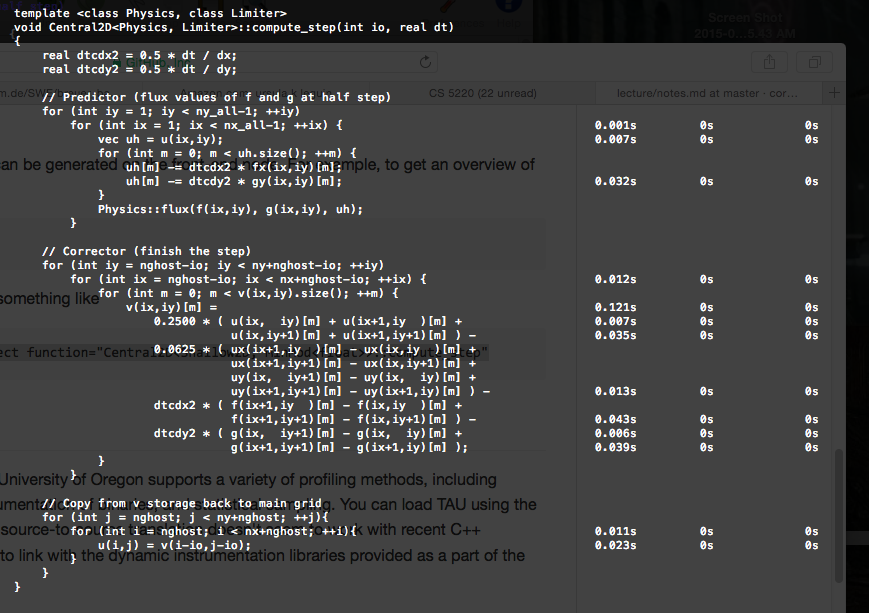 template <class Physics, class Limiter>
void Central2D<Physics, Limiter>::compute_step(int io, real dt)
{
real dtcdx2 = 0.5 * dt / dx;
real dtcdy2 = 0.5 * dt / dy;
Screen Shot
2015-0...5.43 AM
CS 5220 (22 unread)
lecture/notes.md at master · cor...
// Predictor (flux values of f and g at half step)
for (int iy = 1; iy < ny_all-1; ++iy)
for (int ix = 1; ix < nx_all-1; ++ix) { 0.001s 0s 0s
vec uh = u(ix,iy); 0.007s 0s 0s
for (int m = 0; m < uh.size(); ++m) {
can be generated on the front-end node. For example, to get an overview of
uh[m] -= dtcdx2 * fx(ix,iy)[m];
uh[m] -= dtcdy2 * gy(ix,iy)[m]; 0.032s 0s 0s
}
Physics::flux(f(ix,iy), g(ix,iy), uh);
}
// Corrector (finish the step)
for (int iy = nghost-io; iy < ny+nghost-io; ++iy)
for (int ix = nghost-io; ix < nx+nghost-io; ++ix) { 0.012s 0s 0s
for (int m = 0; m < v(ix,iy).size(); ++m) {
something like
v(ix,iy)[m] = 0.121s 0s 0s
0.2500 * ( u(ix, iy)[m] + u(ix+1,iy )[m] + 0.007s 0s 0s
u(ix,iy+1)[m] + u(ix+1,iy+1)[m] ) - 0.035s 0s 0s
0.0625 * ( ux(ix+1,iy )[m] - ux(ix,iy )[m] +
ux(ix+1,iy+1)[m] - ux(ix,iy+1)[m] +
uy(ix, iy+1)[m] - uy(ix, iy)[m] +
uy(ix+1,iy+1)[m] - uy(ix+1,iy)[m] ) - 0.013s 0s 0s
dtcdx2 * ( f(ix+1,iy )[m] - f(ix,iy )[m] +
f(ix+1,iy+1)[m] - f(ix,iy+1)[m] ) - 0.043s 0s 0s
dtcdy2 * ( g(ix, iy+1)[m] - g(ix, iy)[m] + 0.006s 0s 0s
g(ix+1,iy+1)[m] - g(ix+1,iy)[m] ); 0.039s 0s 0s
}
}
University of Oregon supports a variety of profiling methods, including
// Copy from v storage back to main grid
sampling. You can load TAU using the
for (int j = nghost; j < ny+nghost; ++j){
for (int i = nghost; i < nx+nghost; ++i){ 0.011s 0s 0s
source-to- work with recent C++
u(i,j) = v(i-io,j-io); 0.023s 0s 0s
to link with the dynamic instrumentation libraries provided as a part of the
}
}
}